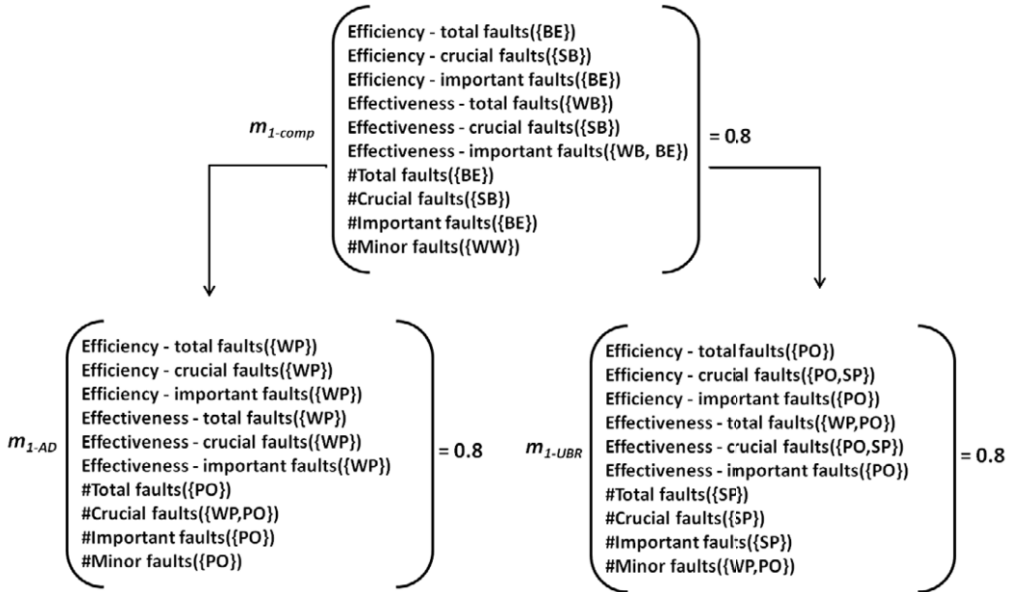 Efficiency - total faults({BE})
Efficiency - crucial faults({SB})
Efficiency - important faults({BE})
Effectiveness - total faults({WB})
Effectiveness - crucial faults({SB})
Effectiveness - important faults({WB, BE})
#Total faults({BE})
#Crucial faults({SB})
#Important faults({BE})
#Minor faults({WW})
m1-comp
= 0.8
Efficiency - total faults({WP})
Efficiency - crucial faults({WP})
Efficiency - important faults({WP})
Effectiveness - total faults({WP})
Effectiveness - crucial faults({WP})
Effectiveness - important faults({WP})
#Total faults({PO})
#Crucial faults({WP,PO})
#Important faults({PO})
#Minor faults({PO})
m1-AD
= 0.8
Efficiency - total faults({PO})
Efficiency - crucial faults({PO,SP})
Efficiency - important faults({PO})
Effectiveness - total faults({WP,PO})
Effectiveness - crucial faults({PO,SP})
Effectiveness - important faults({PO})
#Total faults({SP})
#Crucial faults({SP})
#Important faults({SP})
#Minor faults({WP,PO})
m1-UBR
= 0.8